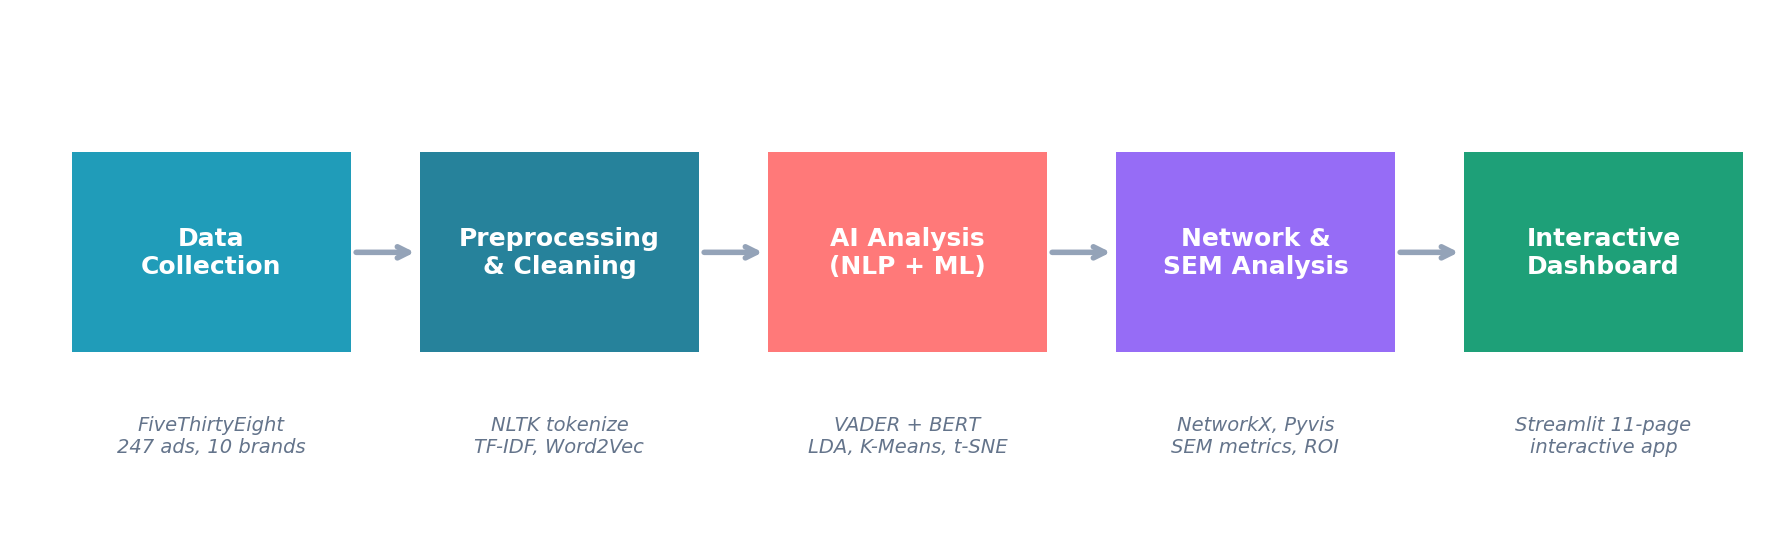 Data
Collection
Preprocessing
& Cleaning
AI Analysis
(NLP + ML)
Network &
SEM Analysis
Interactive
Dashboard
FiveThirtyEight
247 ads, 10 brands
NLTK tokenize
TF-IDF, Word2Vec
VADER + BERT
LDA, K-Means, t-SNE
NetworkX, Pyvis
SEM metrics, ROI
Streamlit 11-page
interactive app